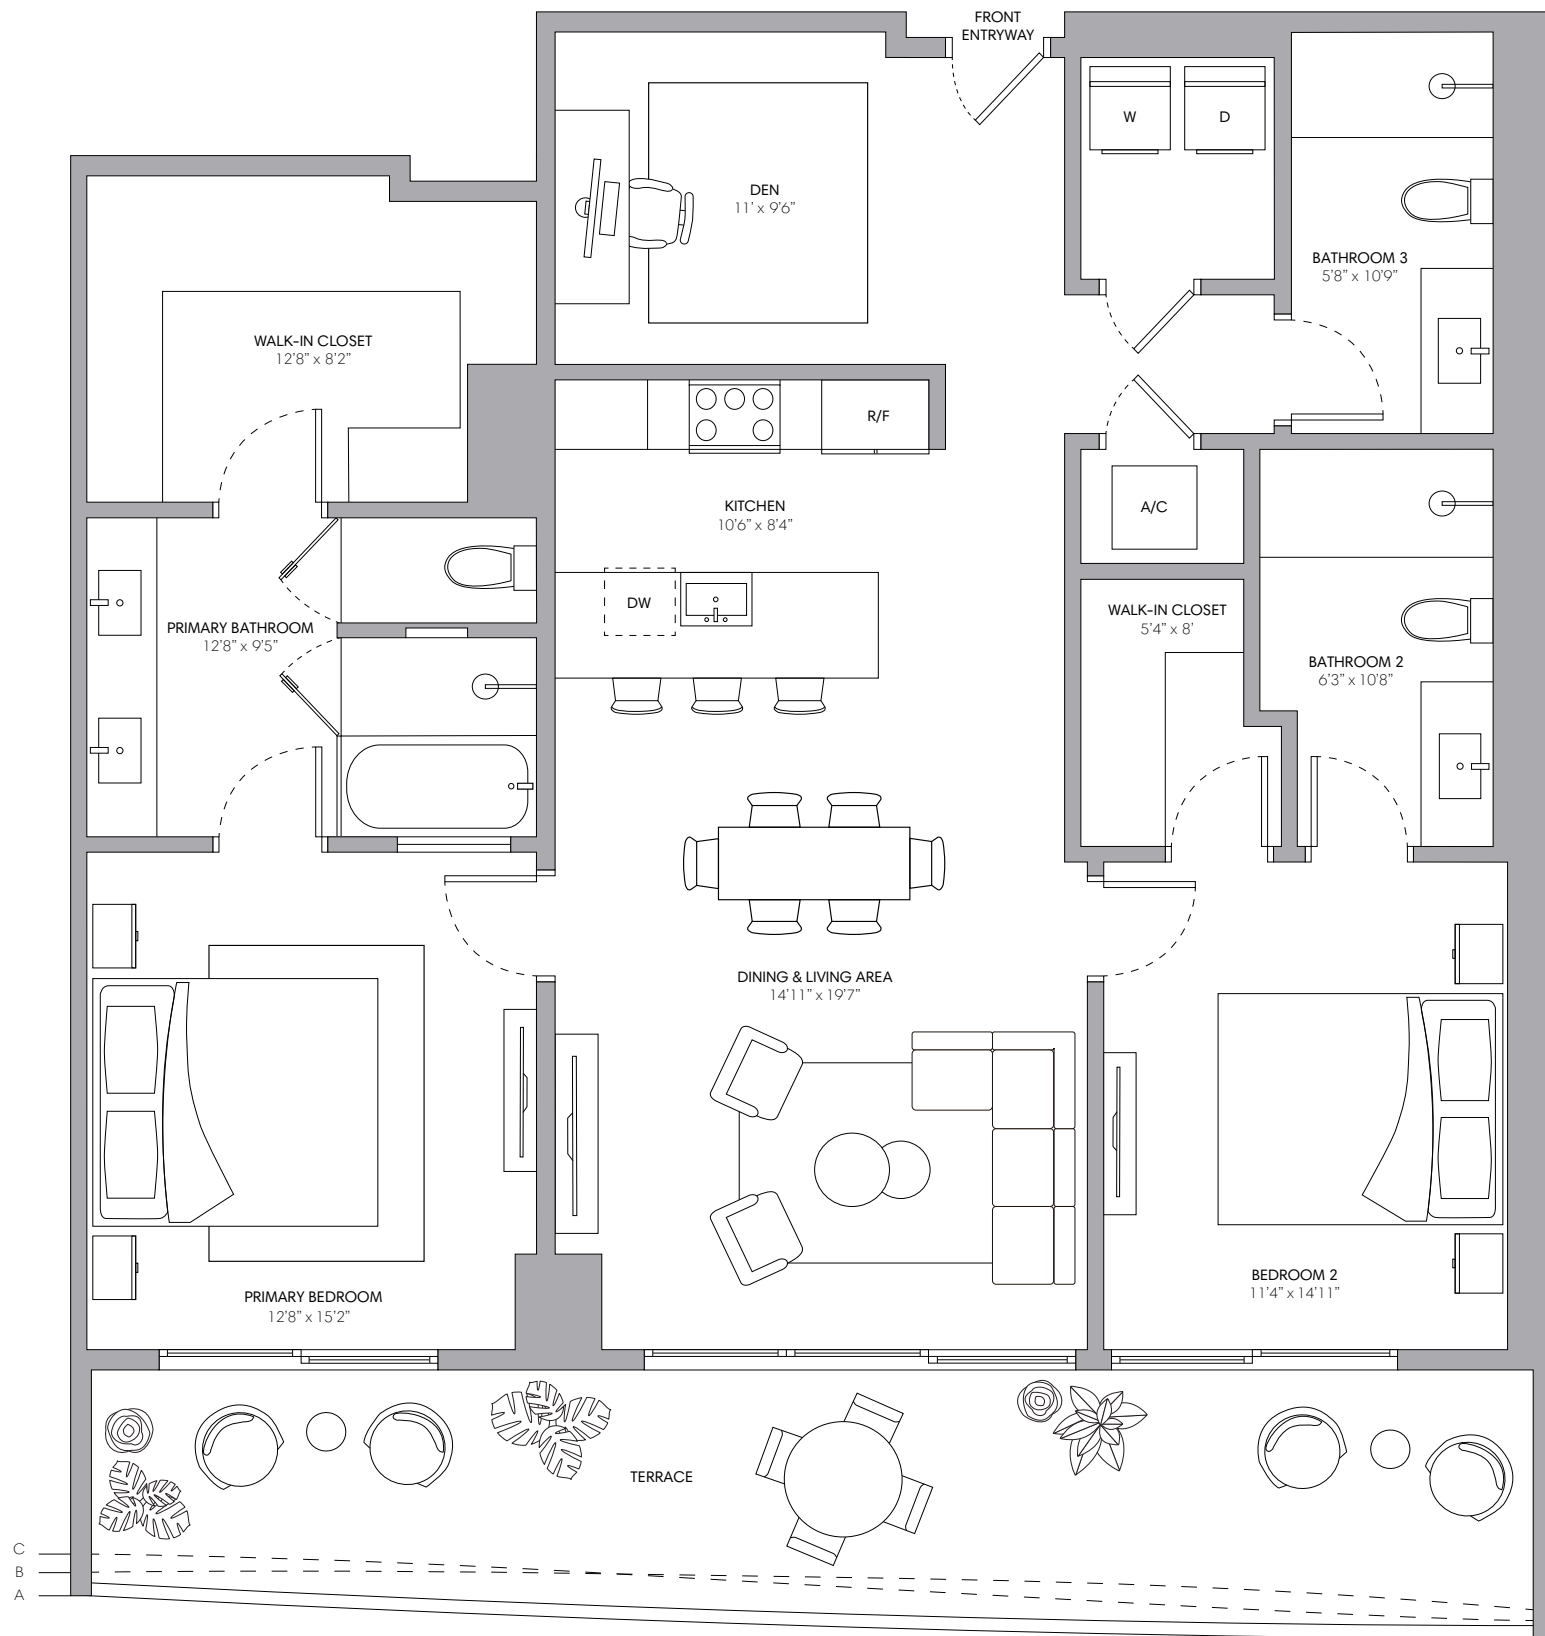 FRONT
ENTRYWAY
W
D
DEN
11' x 9'6"
BATHROOM 3
5'8" x 10'9"
WALK-IN CLOSET
12'8" x 8'2"
R/F
KITCHEN
10'6" x 8'4"
A/C
DW
WALK-IN CLOSET
5'4" x 8'
PRIMARY BATHROOM
12'8" x 9'5"
BATHROOM 2
6'3" x 10'8"
DINING & LIVING AREA
14'11" x 19'7"
PRIMARY BEDROOM
12'8" x 15'2"
BEDROOM 2
11'4" x 14'11"
TERRACE
C
B
A